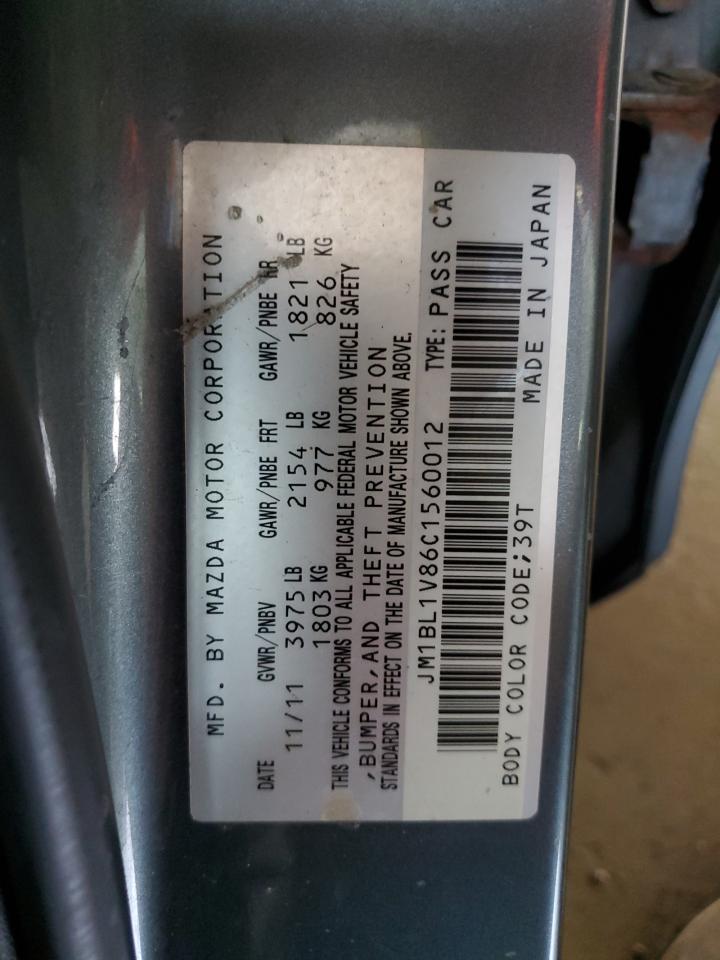 MFD. BY MAZDA MOTOR CORPORATION
DATE GVWR/PNBV GAWR/PNBE FRT GAWR/PNBE RR
11/11 3975 LB 2154 LB 1821 LB
1803 KG 977 KG 826 KG
THIS VEHICLE CONFORMS TO ALL APPLICABLE FEDERAL MOTOR VEHICLE SAFETY
,BUMPER, AND THEFT PREVENTION
STANDARDS IN EFFECT ON THE DATE OF MANUFACTURE SHOWN ABOVE.
JM1BL1V86C1560012 TYPE: PASS CAR
BODY COLOR CODE;39T MADE IN JAPAN